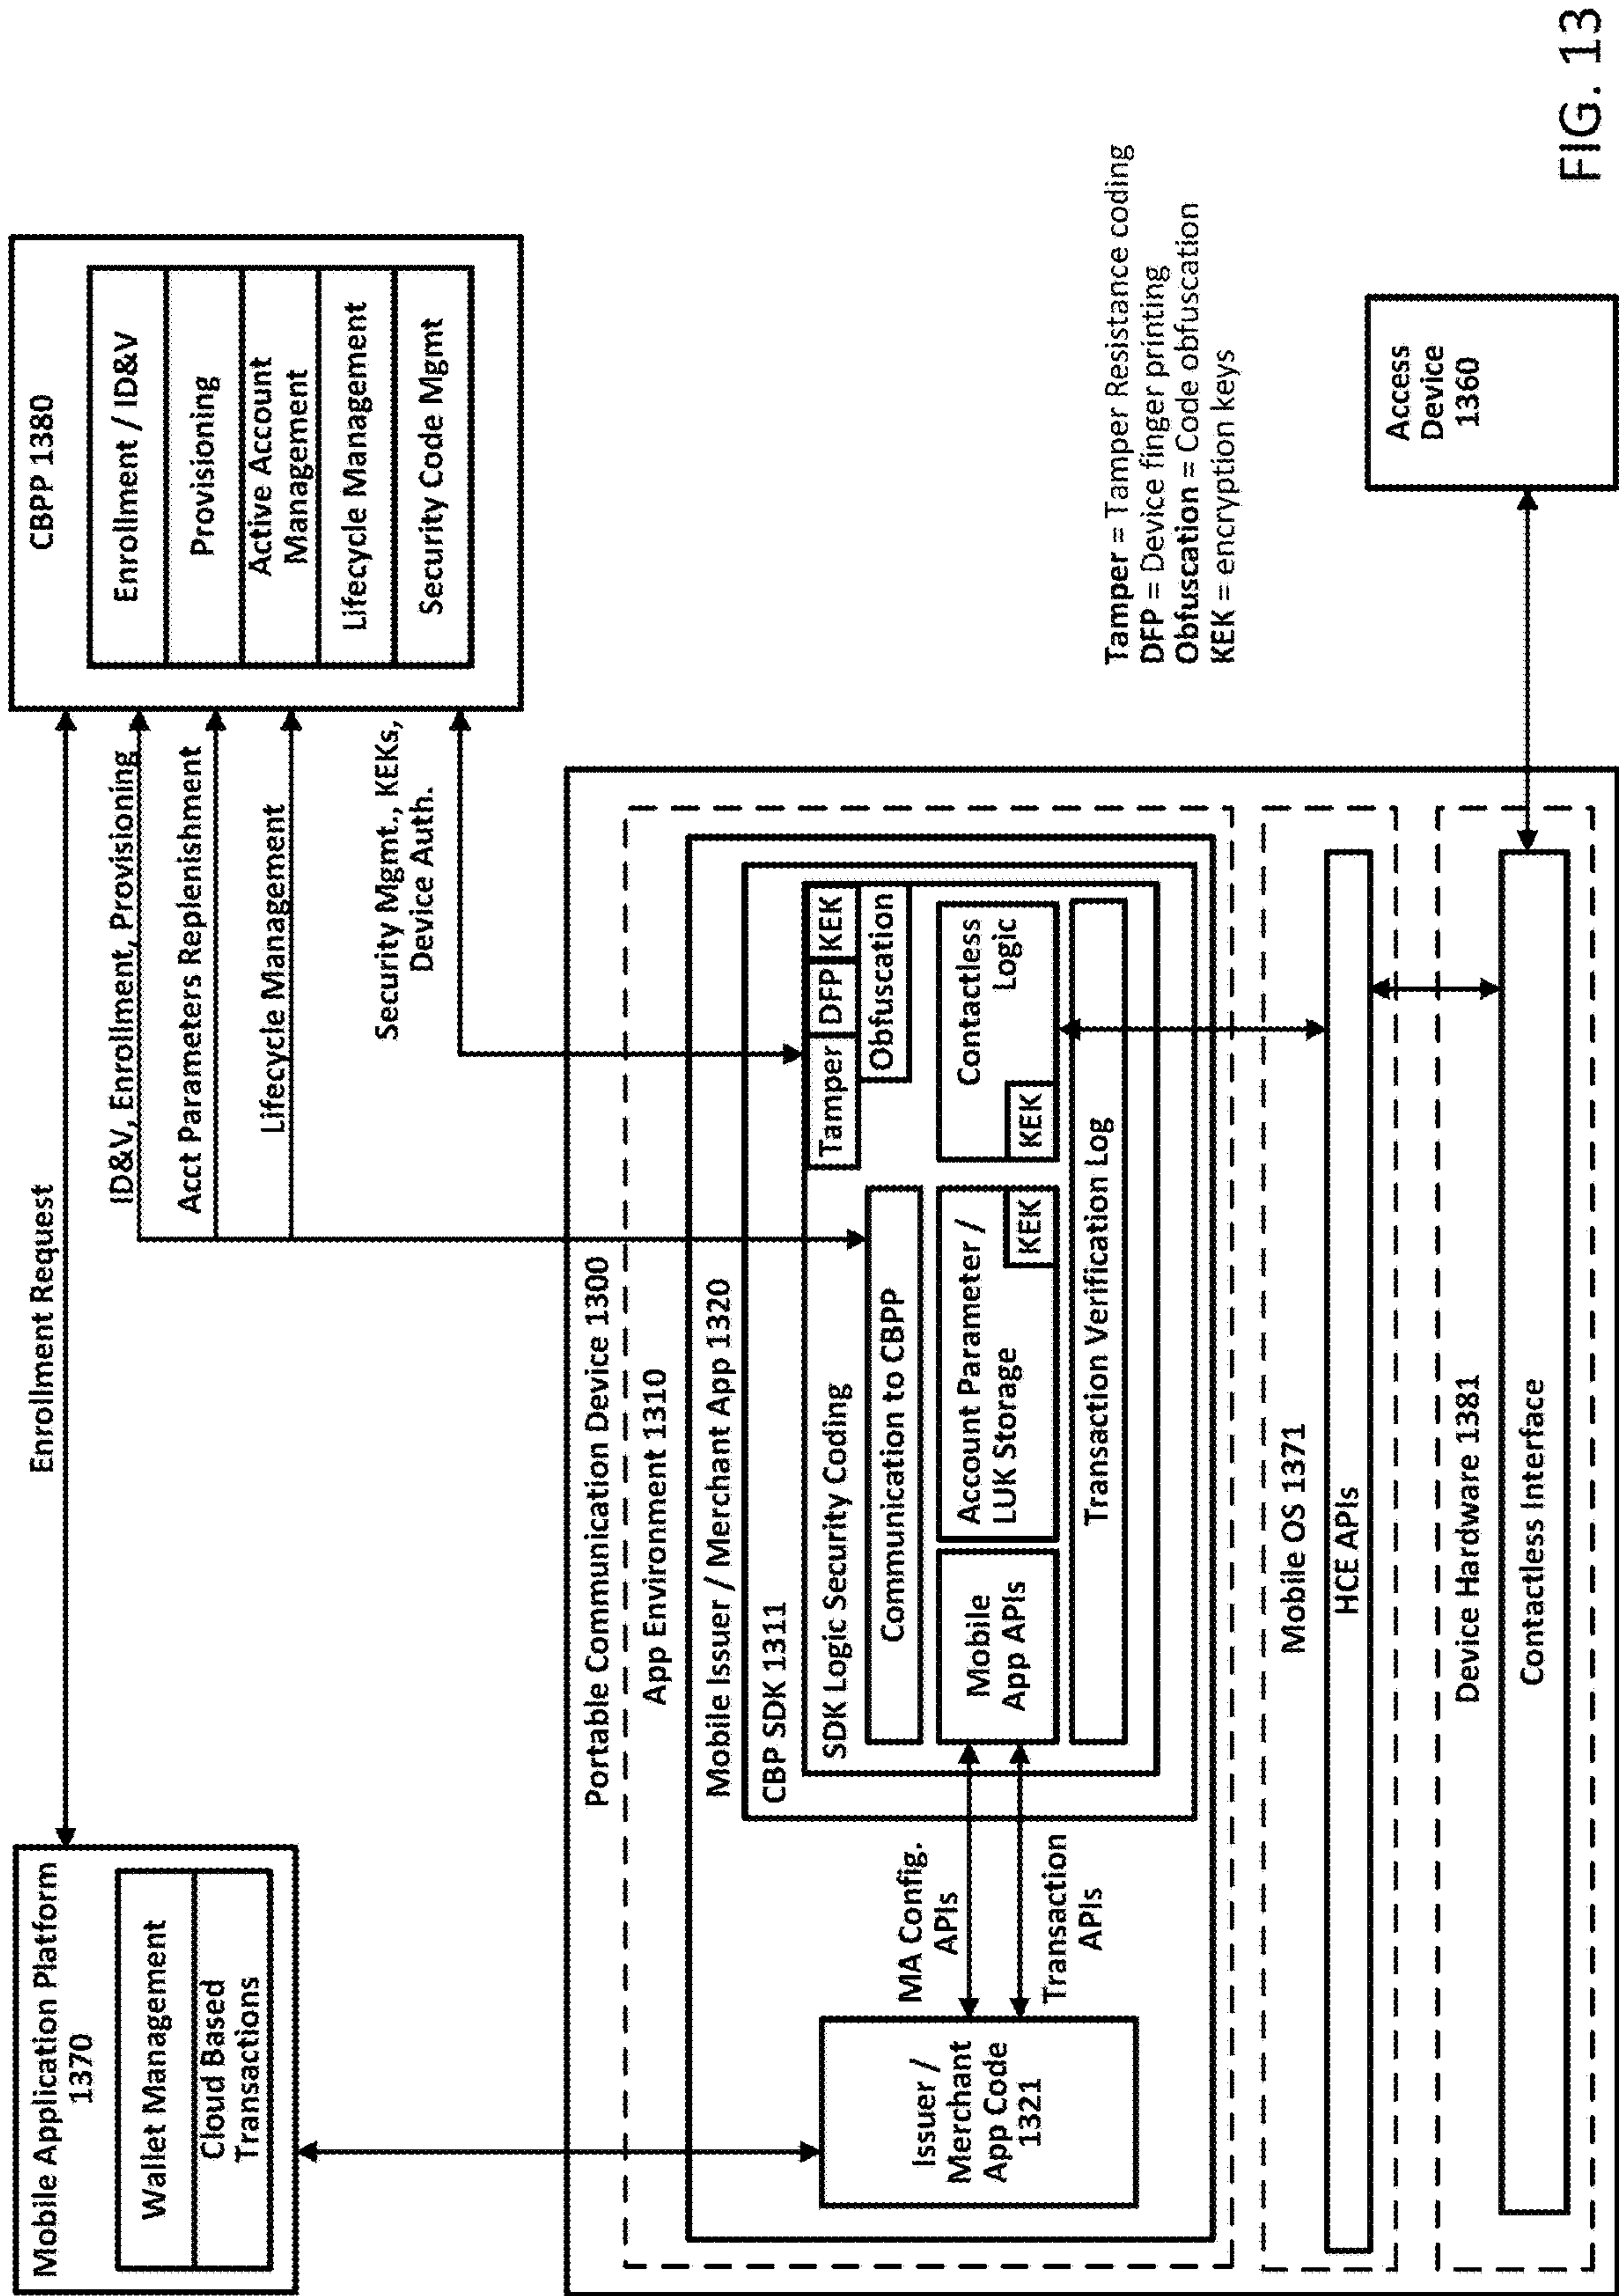 Mobile Application Platform
1370
Wallet Management
Cloud Based
Transactions
Enrollment Request
CBPP 1380
Enrollment / ID&V
Provisioning
Active Account
Management
Lifecycle Management
Security Code Mgmt
ID&V, Enrollment, Provisioning
Acct Parameters Replenishment
Lifecycle Management
Security Mgmt., KEKs,
Device Auth.
Portable Communication Device 1300
App Environment 1310
Mobile Issuer / Merchant App 1320
CBP SDK 1311
SDK Logic Security Coding
Tamper
DFP
KEK
Obfuscation
Communication to CBPP
Issuer /
Merchant
App Code
1321
MA Config.
APIs
Transaction
APIs
Mobile
App APIs
Account Parameter /
LUK Storage
KEK
Contactless
Logic
KEK
Transaction Verification Log
Mobile OS 1371
HCE APIs
Device Hardware 1381
Contactless Interface
Tamper = Tamper Resistance coding
DFP = Device finger printing
Obfuscation = Code obfuscation
KEK = encryption keys
Access
Device
1360
FIG. 13